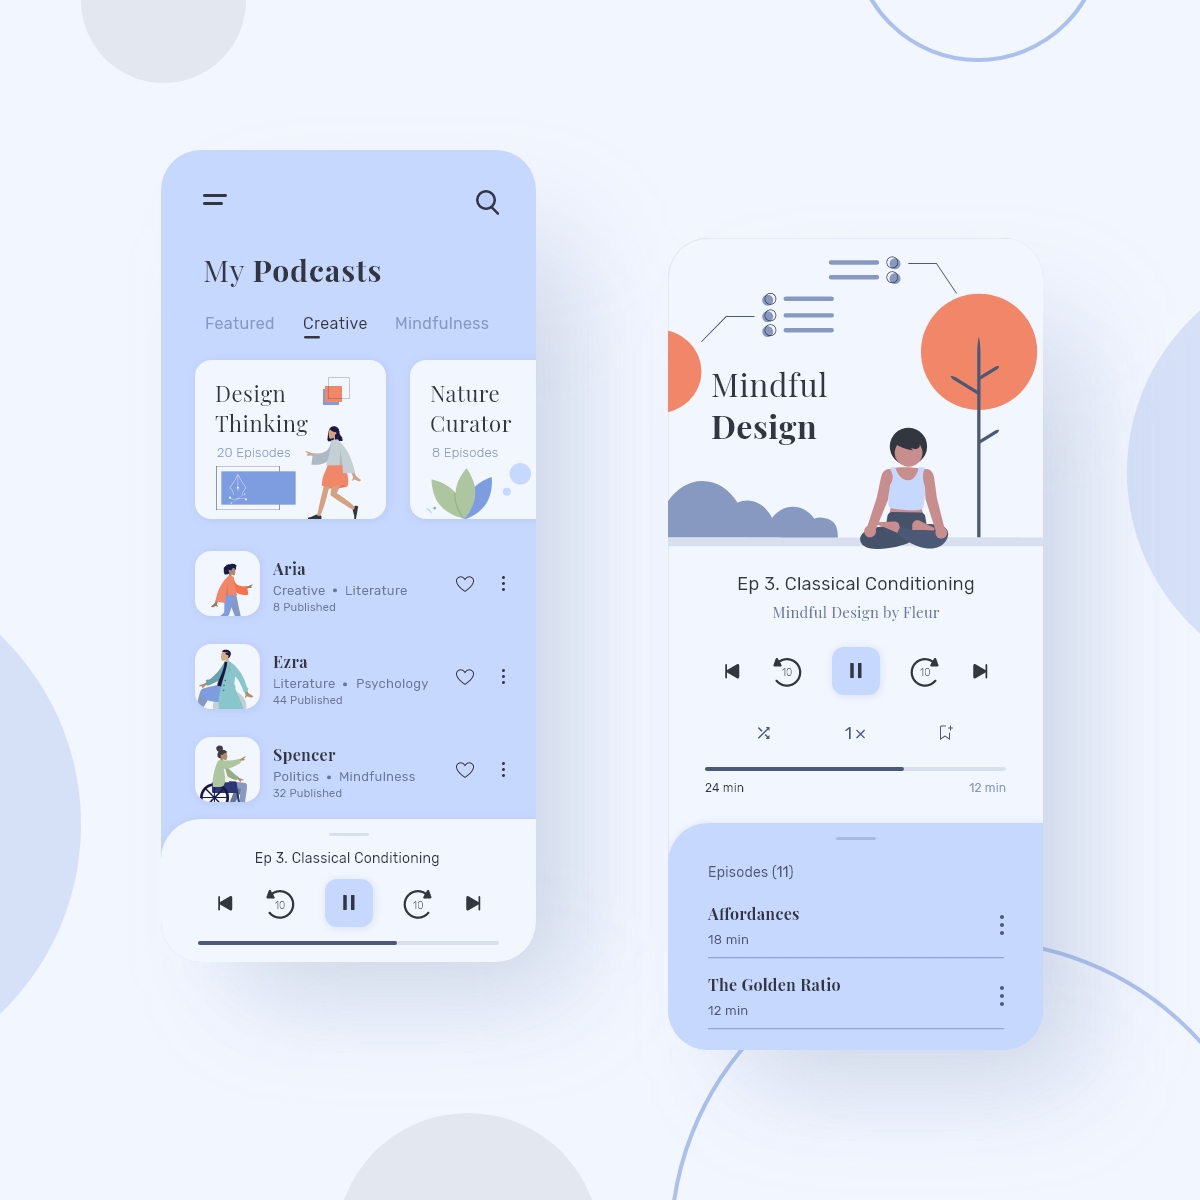 My Podcasts
Featured Creative Mindfulness
Design
Thinking
20 Episodes
Nature
Curator
8 Episodes
Aria
Creative • Literature
8 Published
Ezra
Literature • Psychology
44 Published
Spencer
Politics • Mindfulness
32 Published
Ep 3. Classical Conditioning
10 10
Mindful
Design
Ep 3. Classical Conditioning
Mindful Design by Fleur
10 10
1×
24 min 12 min
Episodes (11)
Affordances
18 min
The Golden Ratio
12 min